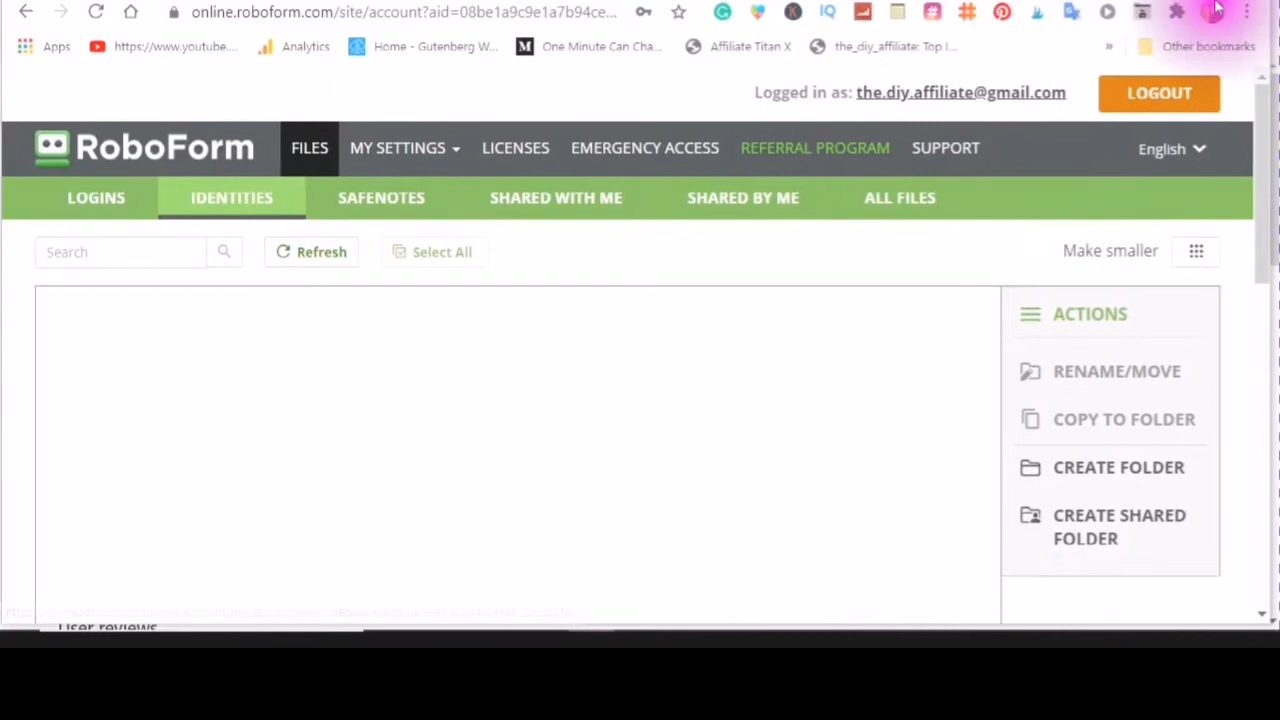 online.roboform.com/site/account?aid=08be1a9c9e1a7b94ce...
Apps https://www.youtube.... Analytics Home - Gutenberg W... One Minute Can Cha... Affiliate Titan X the_diy_affiliate: Top I... » Other bookmarks
Logged in as: the.diy.affiliate@gmail.com LOGOUT
RoboForm FILES MY SETTINGS LICENSES EMERGENCY ACCESS REFERRAL PROGRAM SUPPORT English
LOGINS IDENTITIES SAFENOTES SHARED WITH ME SHARED BY ME ALL FILES
Search Refresh Select All Make smaller
ACTIONS
RENAME/MOVE
COPY TO FOLDER
CREATE FOLDER
CREATE SHARED
FOLDER
User reviews